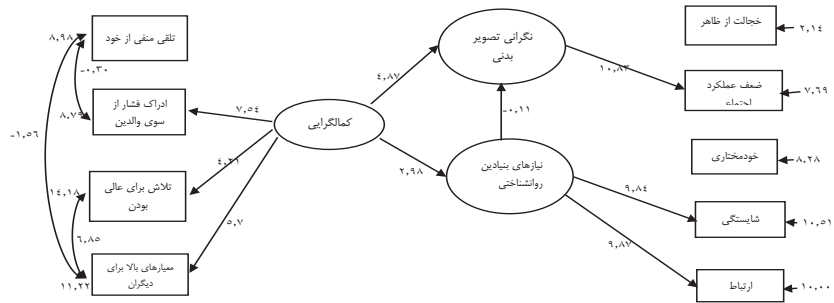 تلقی منفی از خود
ادراک فشار از
سوی والدین
تلاش برای عالی
بودن
معیارهای بالا برای
دیگران
کمالگرایی
نگرانی تصویر
بدنی
نیازهای بنیادین
روانشناختی
خجالت از ظاهر
ضعف عملکرد
اجتماعی
خودمختاری
شایستگی
ارتباط
۸,۹۸
-۰,۳۰
۸,۷۹
-۱,۵۶
۱۴,۱۸
۶,۸۵
۱۱,۲۲
۷,۵۴
۴,۲۱
۵,۷
۴,۸۷
۲,۹۸
-۰,۱۱
۱۰,۸۳
۹,۸۴
۹,۸۷
۲,۱۴
۷,۶۹
۸,۲۸
۱۰,۵۱
۱۰,۰۰